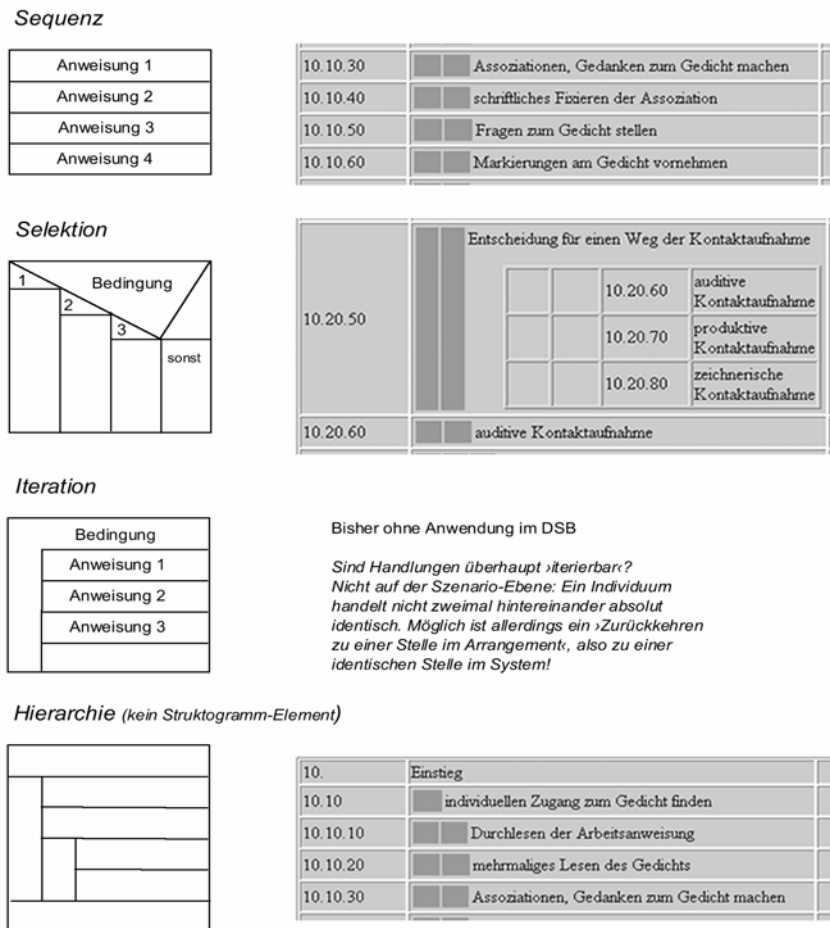 Sequenz
Anweisung 1
Anweisung 2
Anweisung 3
Anweisung 4
10.10.30 Assoziationen, Gedanken zum Gedicht machen
10.10.40 schriftliches Fixieren der Assoziation
10.10.50 Fragen zum Gedicht stellen
10.10.60 Markierungen am Gedicht vornehmen
Selektion
Bedingung
1
2
3
sonst
10.20.50 Entscheidung für einen Weg der Kontaktaufnahme
10.20.60 auditive
Kontaktaufnahme
10.20.70 produktive
Kontaktaufnahme
10.20.80 zeichnerische
Kontaktaufnahme
10.20.60 auditive Kontaktaufnahme
Iteration
Bedingung
Anweisung 1
Anweisung 2
Anweisung 3
Bisher ohne Anwendung im DSB
Sind Handlungen überhaupt ›iterierbar‹?
Nicht auf der Szenario-Ebene: Ein Individuum
handelt nicht zweimal hintereinander absolut
identisch. Möglich ist allerdings ein ›Zurückkehren
zu einer Stelle im Arrangement‹, also zu einer
identischen Stelle im System!
Hierarchie (kein Struktogramm-Element)
10. Einstieg
10.10 individuellen Zugang zum Gedicht finden
10.10.10 Durchlesen der Arbeitsanweisung
10.10.20 mehrmaliges Lesen des Gedichts
10.10.30 Assoziationen, Gedanken zum Gedicht machen